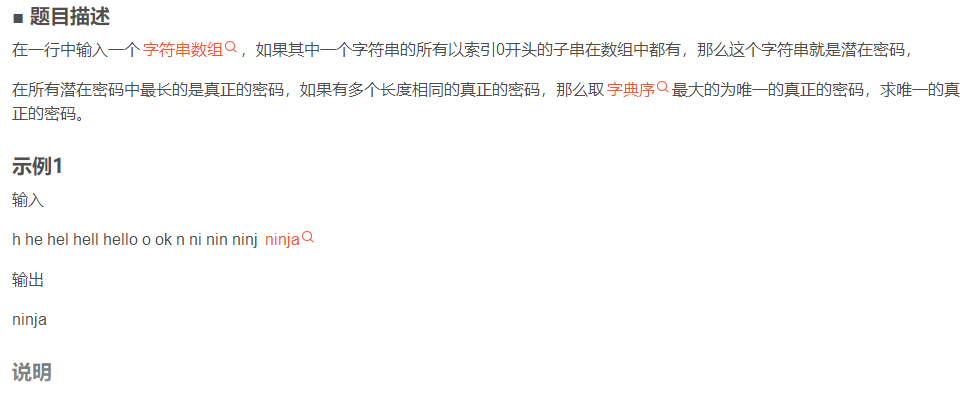 ■ 题目描述
在一行中输入一个字符串数组，如果其中一个字符串的所有以索引0开头的子串在数组中都有，那么这个字符串就是潜在密码，
在所有潜在密码中最长的是真正的密码，如果有多个长度相同的真正的密码，那么取字典序最大的为唯一的真正的密码，求唯一的真
正的密码。
示例1
输入
h he hel hell hello o ok n ni nin ninj ninja
输出
ninja
说明